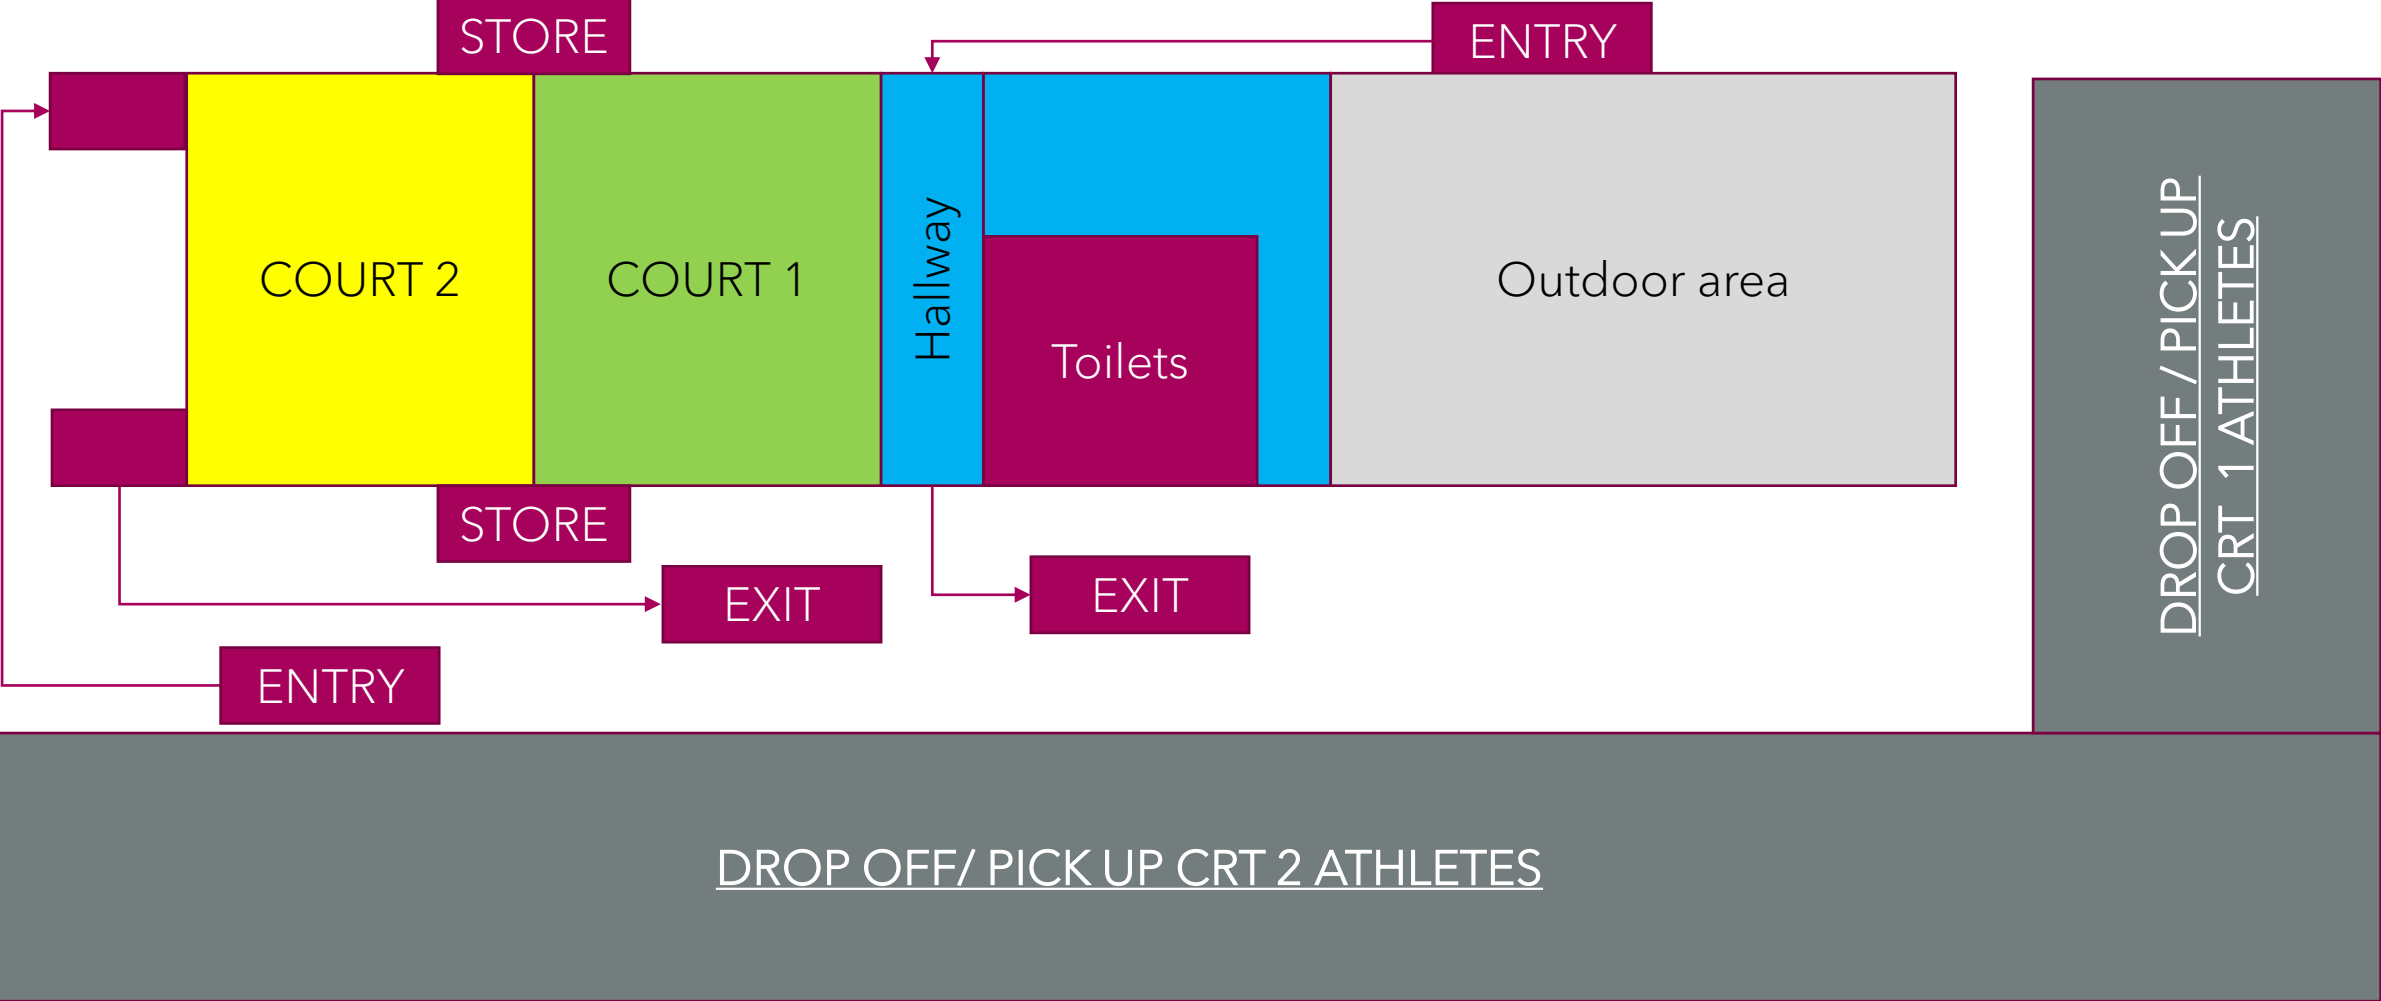 STORE
ENTRY
COURT 2
COURT 1
Hallway
Toilets
Outdoor area
DROP OFF / PICK UP
CRT 1 ATHLETES
STORE
EXIT
EXIT
ENTRY
DROP OFF/ PICK UP CRT 2 ATHLETES